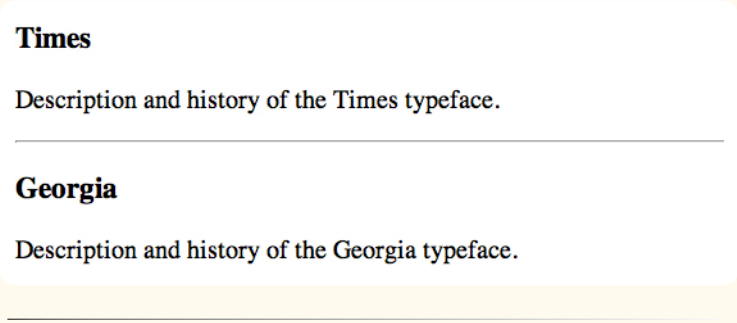 Times
Description and history of the Times typeface.
Georgia
Description and history of the Georgia typeface.